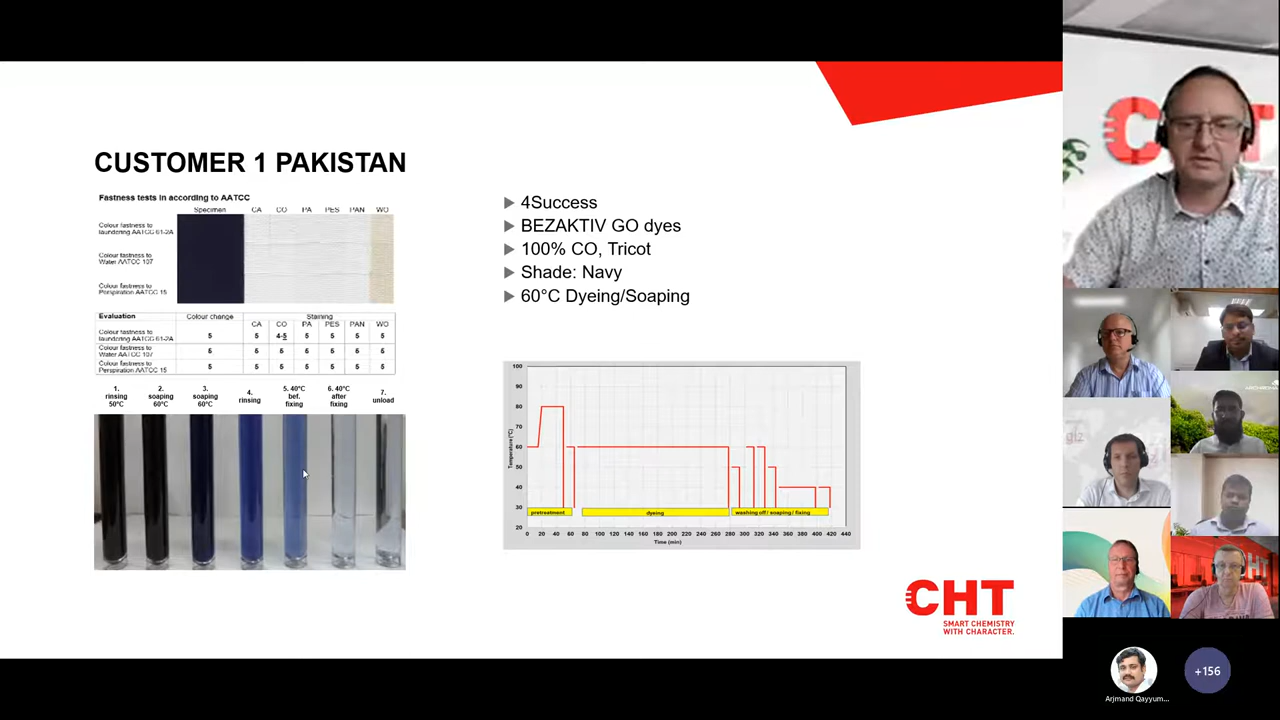 CUSTOMER 1 PAKISTAN
Fastness tests in according to AATCC
Specimen CA CO PA PES PAN WO
Colour fastness to
laundering AATCC 61-2A
Colour fastness to
Water AATCC 107
Colour fastness to
Perspiration AATCC 15
Evaluation Colour change Staining
CA CO PA PES PAN WO
Colour fastness to
laundering AATCC 61-2A 5 5 4-5 5 5 5 5
Colour fastness to
Water AATCC 107 5 5 5 5 5 5 5
Colour fastness to
Perspiration AATCC 15 5 5 5 5 5 5 5
1. rinsing 50°C
2. soaping 60°C
3. soaping 60°C
4. rinsing
5. 40°C bef. fixing
6. 40°C after fixing
7. unload
4Success
BEZAKTIV GO dyes
100% CO, Tricot
Shade: Navy
60°C Dyeing/Soaping
Temperature (°C)
100
90
80
70
60
50
40
30
20
pretreatment dyeing washing off / soaping / fixing
0 20 40 60 80 100 120 140 160 180 200 220 240 260 280 300 320 340 360 380 400 420 440
Time (min)
CHT
SMART CHEMISTRY
WITH CHARACTER.
CHT
giz
CHT
Arjmand Qayyum...
+156